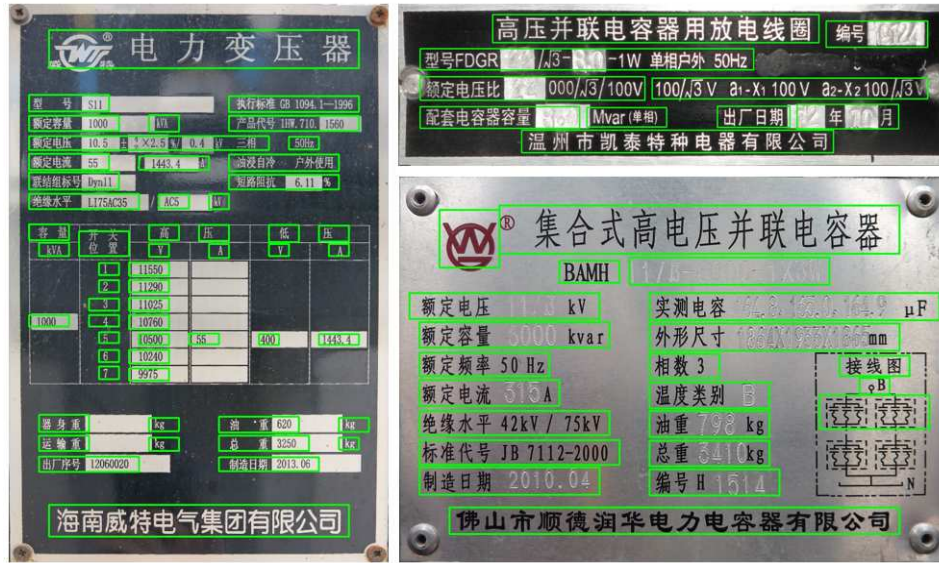 电力变压器
型号 S11 执行标准 GB 1094.1—1996
额定容量 1000 kVA 产品代号 1HW.710. 1560
额定电压 10.5 ± ×2.5 %/ 0.4 kV 三相 50Hz
额定电流 55 / 1443.4 A 油浸自冷 户外使用
联结组标号 Dyn11 短路阻抗 6.11 %
绝缘水平 LI75AC35 / AC5 kV
容量 开关 高 压 低 压
kVA 位置 V A V A
1 11550
2 11290
3 11025
1000 4 10760
5 10500 55 400 1443.4
6 10240
7 9975
器身重 kg 油重 620 kg
运输重 kg 总重 3250 kg
出厂序号 12060020 制造日期 2013.06
海南威特电气集团有限公司
高压并联电容器用放电线圈 编号
型号FDGR /√3- -1W 单相户外 50Hz
额定电压比 000/√3/100V 100/√3 V a1-X1 100 V a2-X2 100/√3 V
配套电容器容量 Mvar(单相) 出厂日期 年 月
温州市凯泰特种电器有限公司
集合式高电压并联电容器
BAMH
额定电压 kV 实测电容 μF
额定容量 kvar 外形尺寸 mm
额定频率 50 Hz 相数 3 接线图
额定电流 315 A 温度类别 B B
绝缘水平 42kV / 75kV 油重 798 kg
标准代号 JB 7112-2000 总重 3410 kg
制造日期 2010.04 编号 H 1514 N
佛山市顺德润华电力电容器有限公司